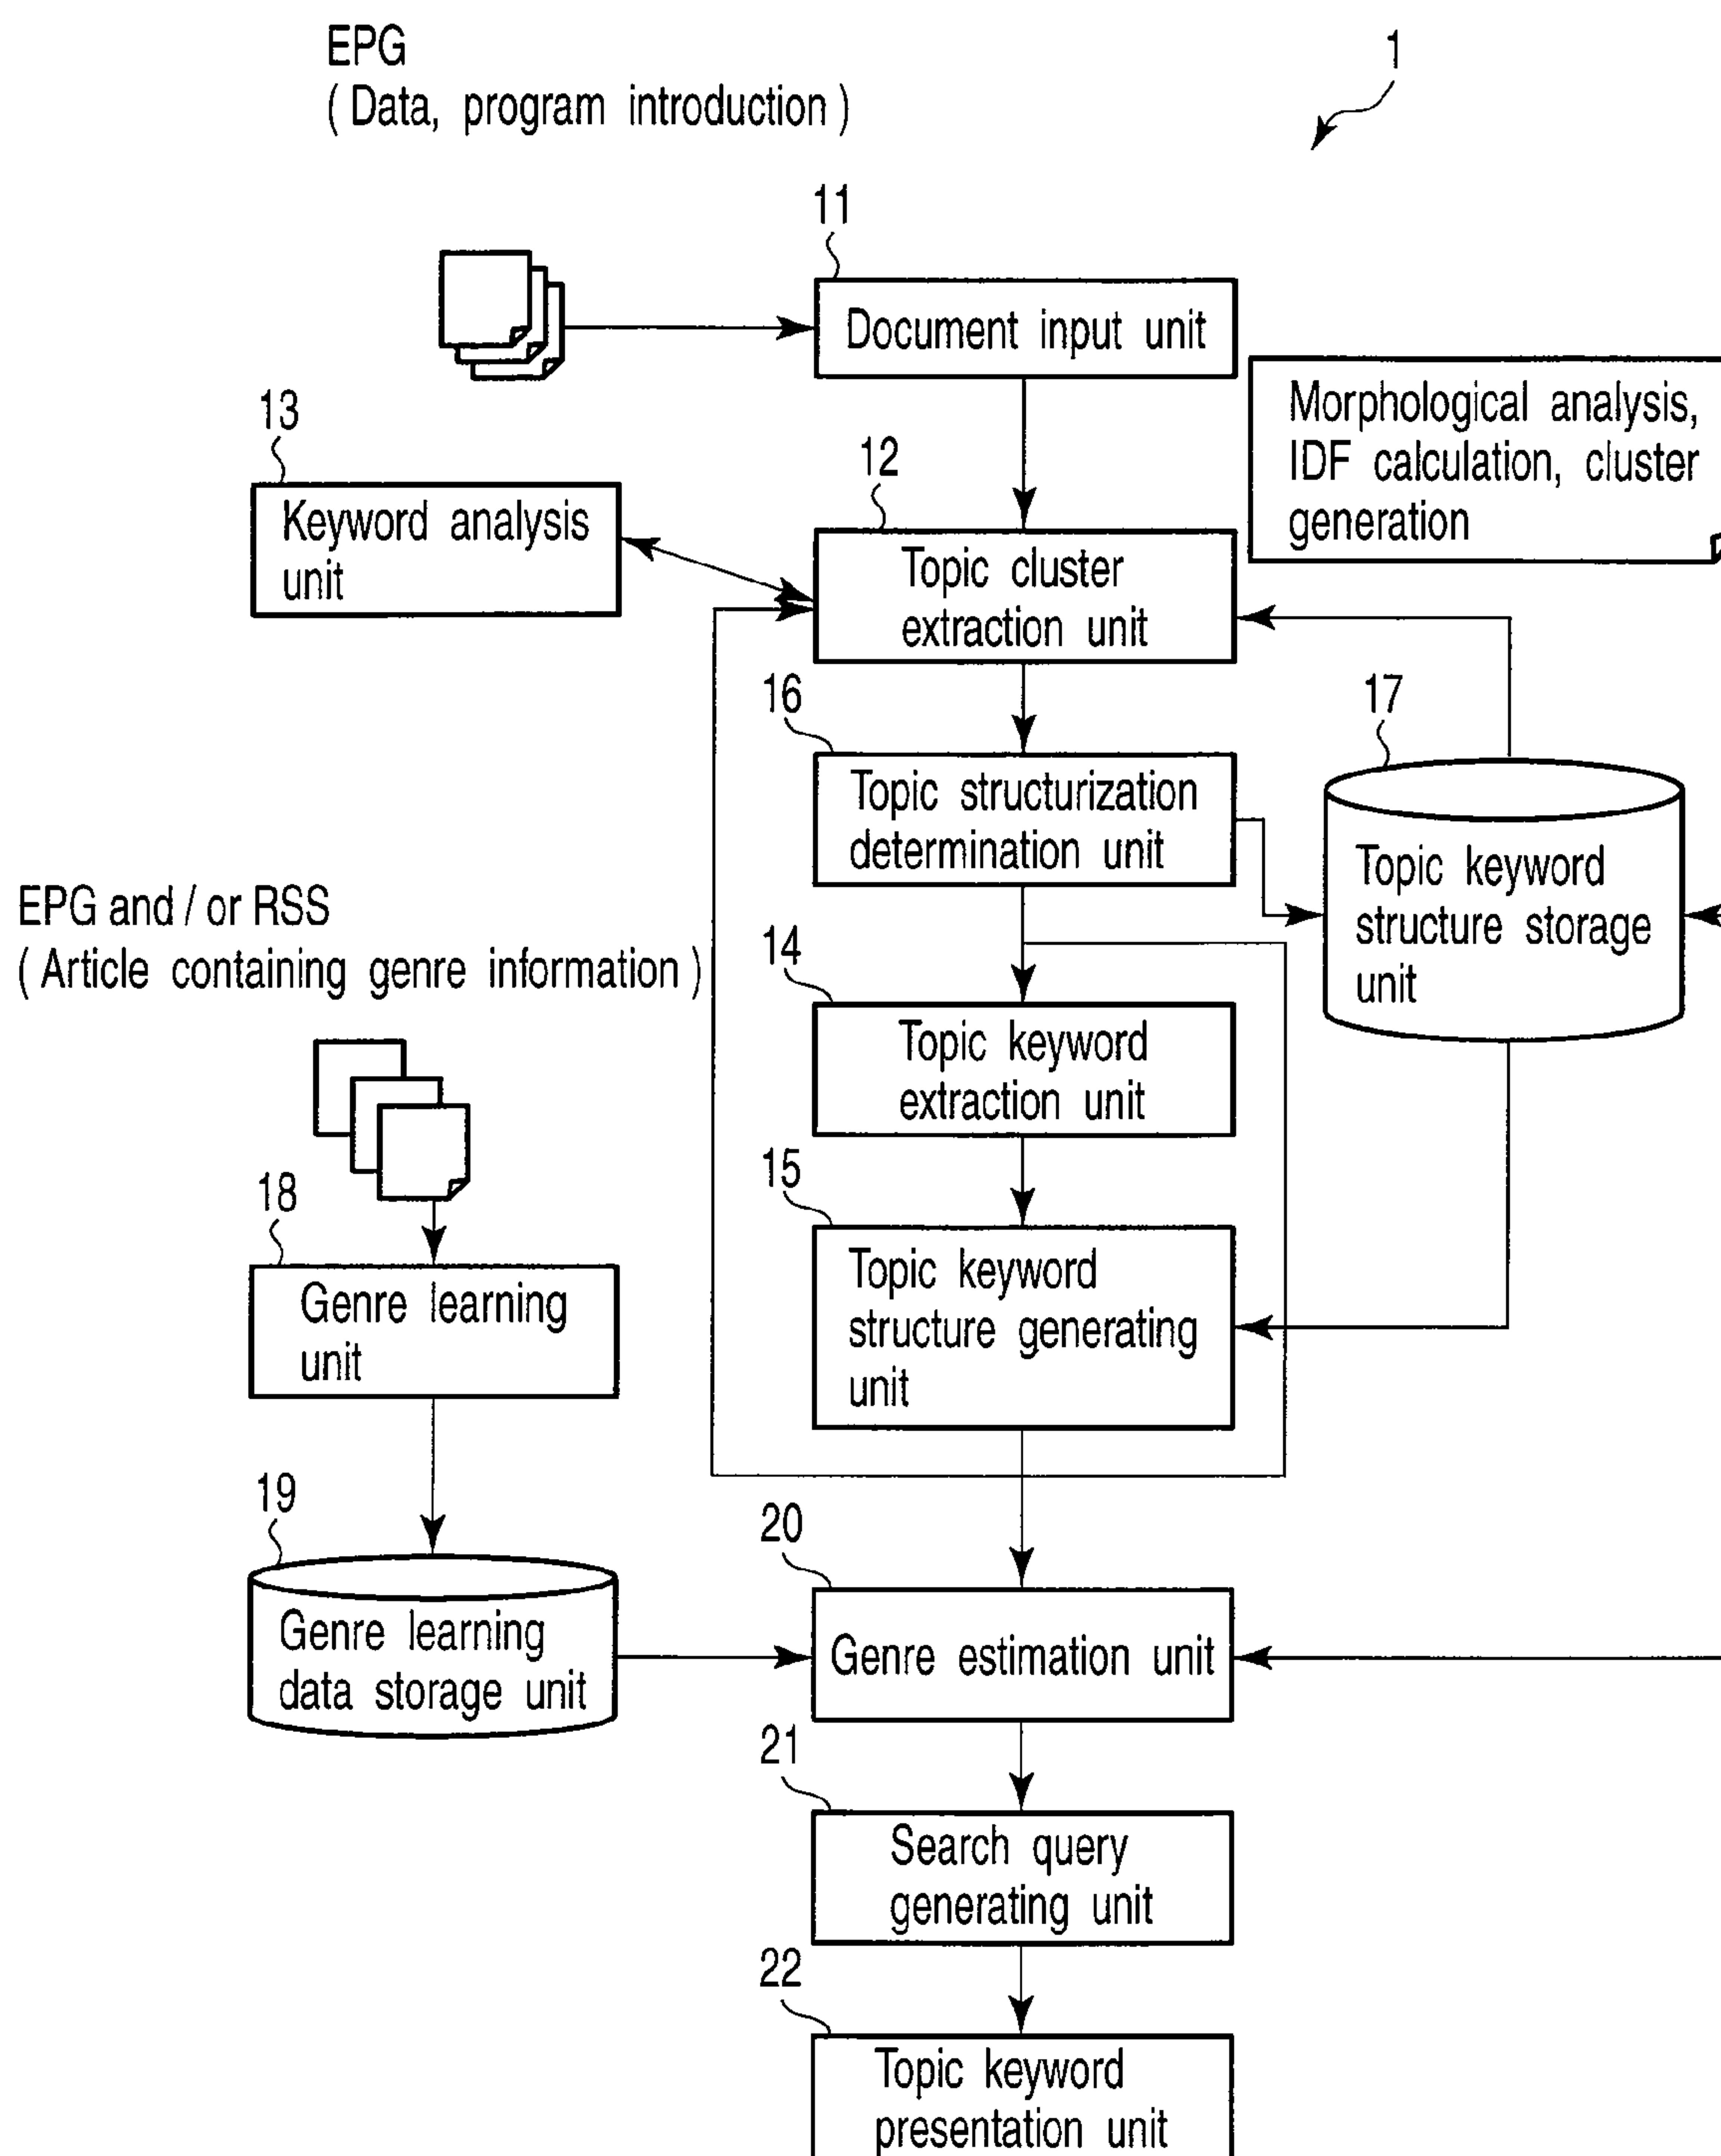 EPG
( Data, program introduction )
1
11
Document input unit
Morphological analysis,
IDF calculation, cluster
generation
13
Keyword analysis
unit
12
Topic cluster
extraction unit
16
Topic structurization
determination unit
17
Topic keyword
structure storage
unit
EPG and / or RSS
( Article containing genre information )
14
Topic keyword
extraction unit
15
Topic keyword
structure generating
unit
18
Genre learning
unit
19
Genre learning
data storage unit
20
Genre estimation unit
21
Search query
generating unit
22
Topic keyword
presentation unit